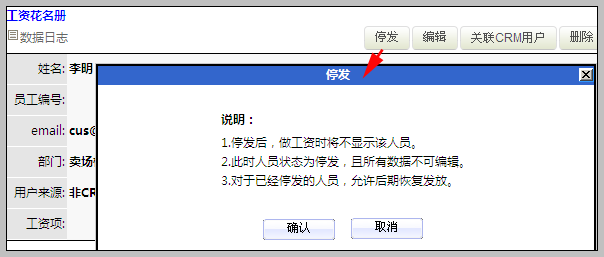 工资花名册
数据日志
停发 编辑 关联CRM用户 删除
姓名: 李明
员工编号:
email: cus@
部门: 卖场
用户来源: 非CR
工资项:
停发
说明：
1.停发后，做工资时将不显示该人员。
2.此时人员状态为停发，且所有数据不可编辑。
3.对于已经停发的人员，允许后期恢复发放。
确认 取消